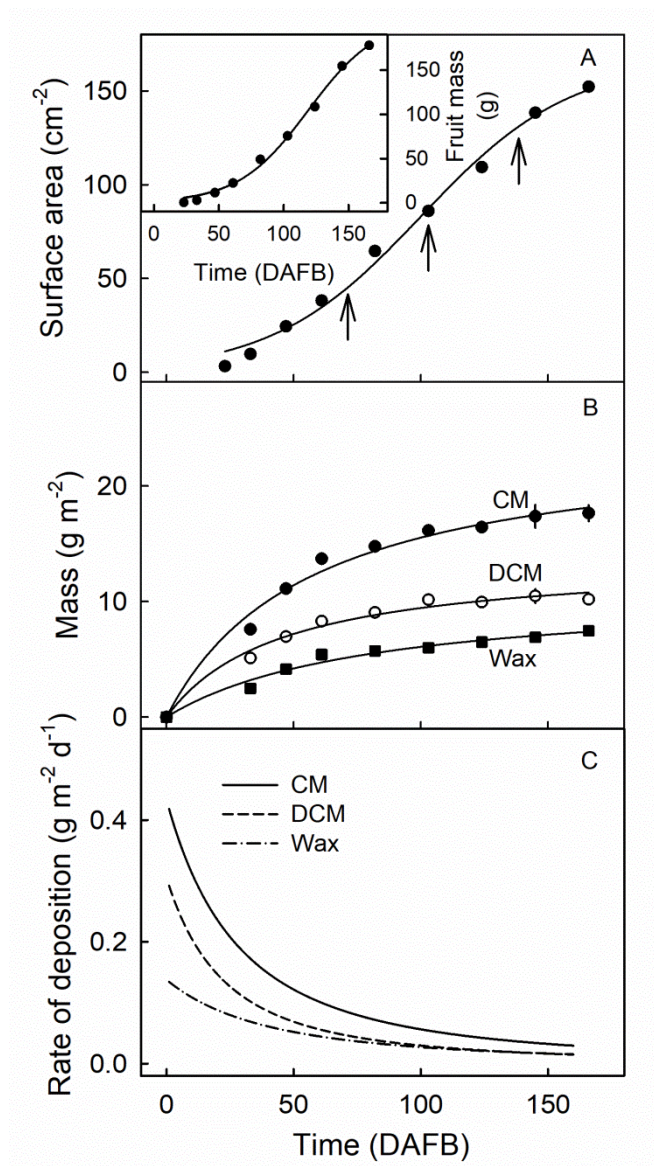 A
150
100
50
0
Surface area (cm-2)
150
100
50
0
Fruit mass
(g)
0 50 100 150
Time (DAFB)
B
20
10
0
Mass (g m-2)
CM
DCM
Wax
C
CM
DCM
Wax
0.4
0.2
0.0
Rate of deposition (g m-2 d-1)
0 50 100 150
Time (DAFB)